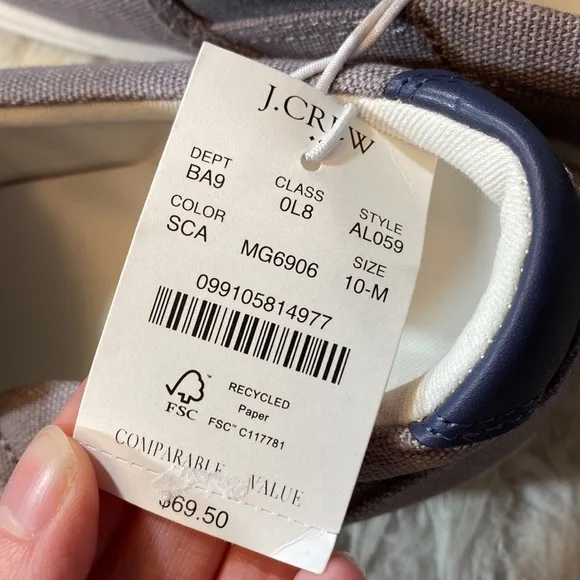 J.CREW
DEPT CLASS STYLE
BA9 0L8 AL059
COLOR MG6906 SIZE
SCA 10-M
099105814977
FSC
RECYCLED
Paper
FSC™ C117781
COMPARABLE VALUE
$69.50